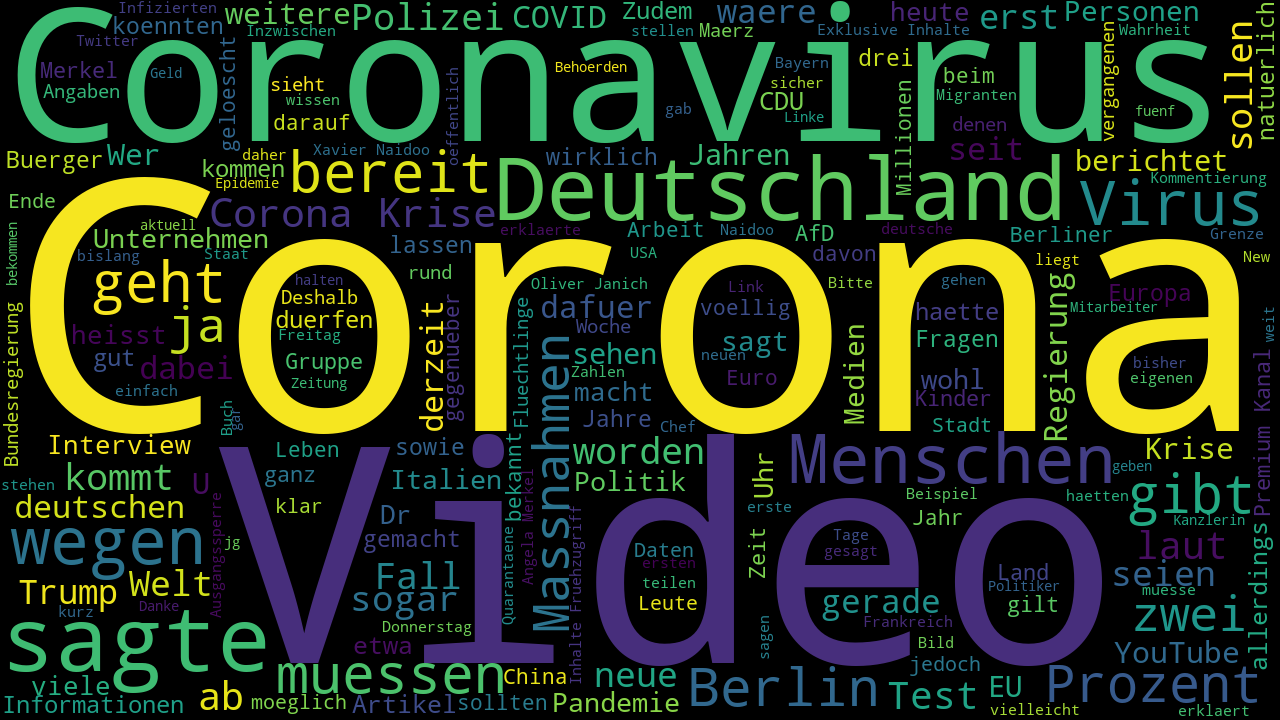 Infizierten
koennten
weitere
Polizei
COVID
Zudem
waere
heute
erst
Personen
Twitter
Inzwischen
stellen
Maerz
Exklusive Inhalte
Wahrheit
Coronavirus
sollen
natuerlich
Merkel
Geld
geloescht
sieht
Behoerden
Bayern
drei
beim
vergangenen
Angaben
wissen
oeffentlich
gab
sicher
CDU
Linke
Millionen
Migranten
fuenf
darauf
denen
Buerger
Wer
daher
Xavier Naidoo
wirklich
Jahren
seit
berichtet
kommen
Epidemie
bereit
Deutschland
Kommentierung
Ende
Corona Krise
Virus
aktuell
Unternehmen
lassen
erklaerte
Arbeit
Naidoo
AfD
deutsche
Berliner
Grenze
bekommen
bislang
Staat
USA
davon
liegt
New
Corona
geht
halten
rund
Oliver Janich
Link
Bitte
gehen
Europa
Deshalb
duerfen
derzeit
gegenueber
dafuer
voellig
haette
Mitarbeiter
Bundesregierung
heisst
ja
Freitag
Fluechtlinge
Woche
sagt
Medien
Fragen
Regierung
weit
gut
dabei
Gruppe
sehen
neuen
bisher
Zeitung
Zahlen
Euro
wohl
eigenen
einfach
macht
Kinder
Premium Kanal
Buch
gar
Massnahmen
Jahre
Chef
Stadt
Interview
Leben
sowie
bekannt
worden
Menschen
Krise
stehen
kommt
U
ganz
Italien
Politik
Uhr
geben
gibt
deutschen
klar
Angela Merkel
Beispiel
haetten
Ausgangssperre
Dr
erste
Jahr
Kanzlerin
wegen
jg
gemacht
Quarantaene
Video
Daten
Zeit
Tage
gesagt
laut
allerdings
Trump
Welt
Fall
ersten
teilen
Land
Politiker
seien
kurz
Danke
sogar
Inhalte Fruehzugriff
Leute
gerade
gilt
muesse
sagte
Donnerstag
Frankreich
zwei
etwa
sagen
Bild
viele
muessen
China
neue
Berlin
jedoch
YouTube
Informationen
ab
moeglich
Artikel
sollten
Pandemie
Test
EU
vielleicht
Prozent
erklaert